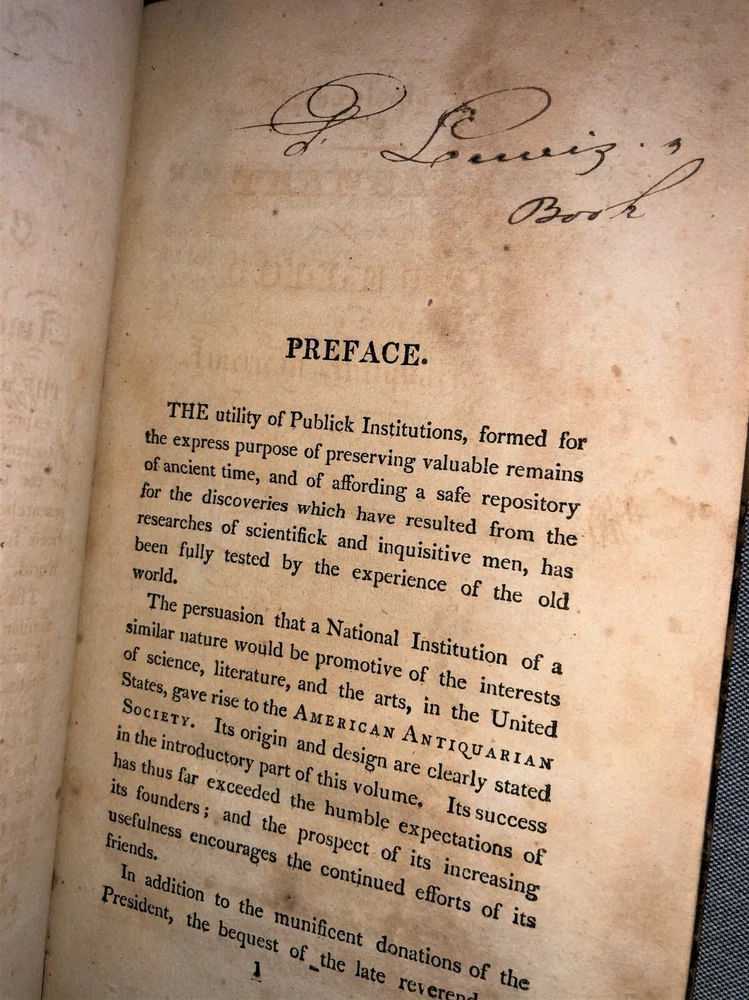 Book
PREFACE.
THE utility of Publick Institutions, formed for
the express purpose of preserving valuable remains
of ancient time, and of affording a safe repository
for the discoveries which have resulted from the
researches of scientifick and inquisitive men, has
been fully tested by the experience of the old
world.
The persuasion that a National Institution of a
similar nature would be promotive of the interests
of science, literature, and the arts, in the United
States, gave rise to the AMERICAN ANTIQUARIAN
SOCIETY. Its origin and design are clearly stated
in the introductory part of this volume. Its success
has thus far exceeded the humble expectations of
its founders; and the prospect of its increasing
usefulness encourages the continued efforts of its
friends.
In addition to the munificent donations of the
President, the bequest of the late reverend
1